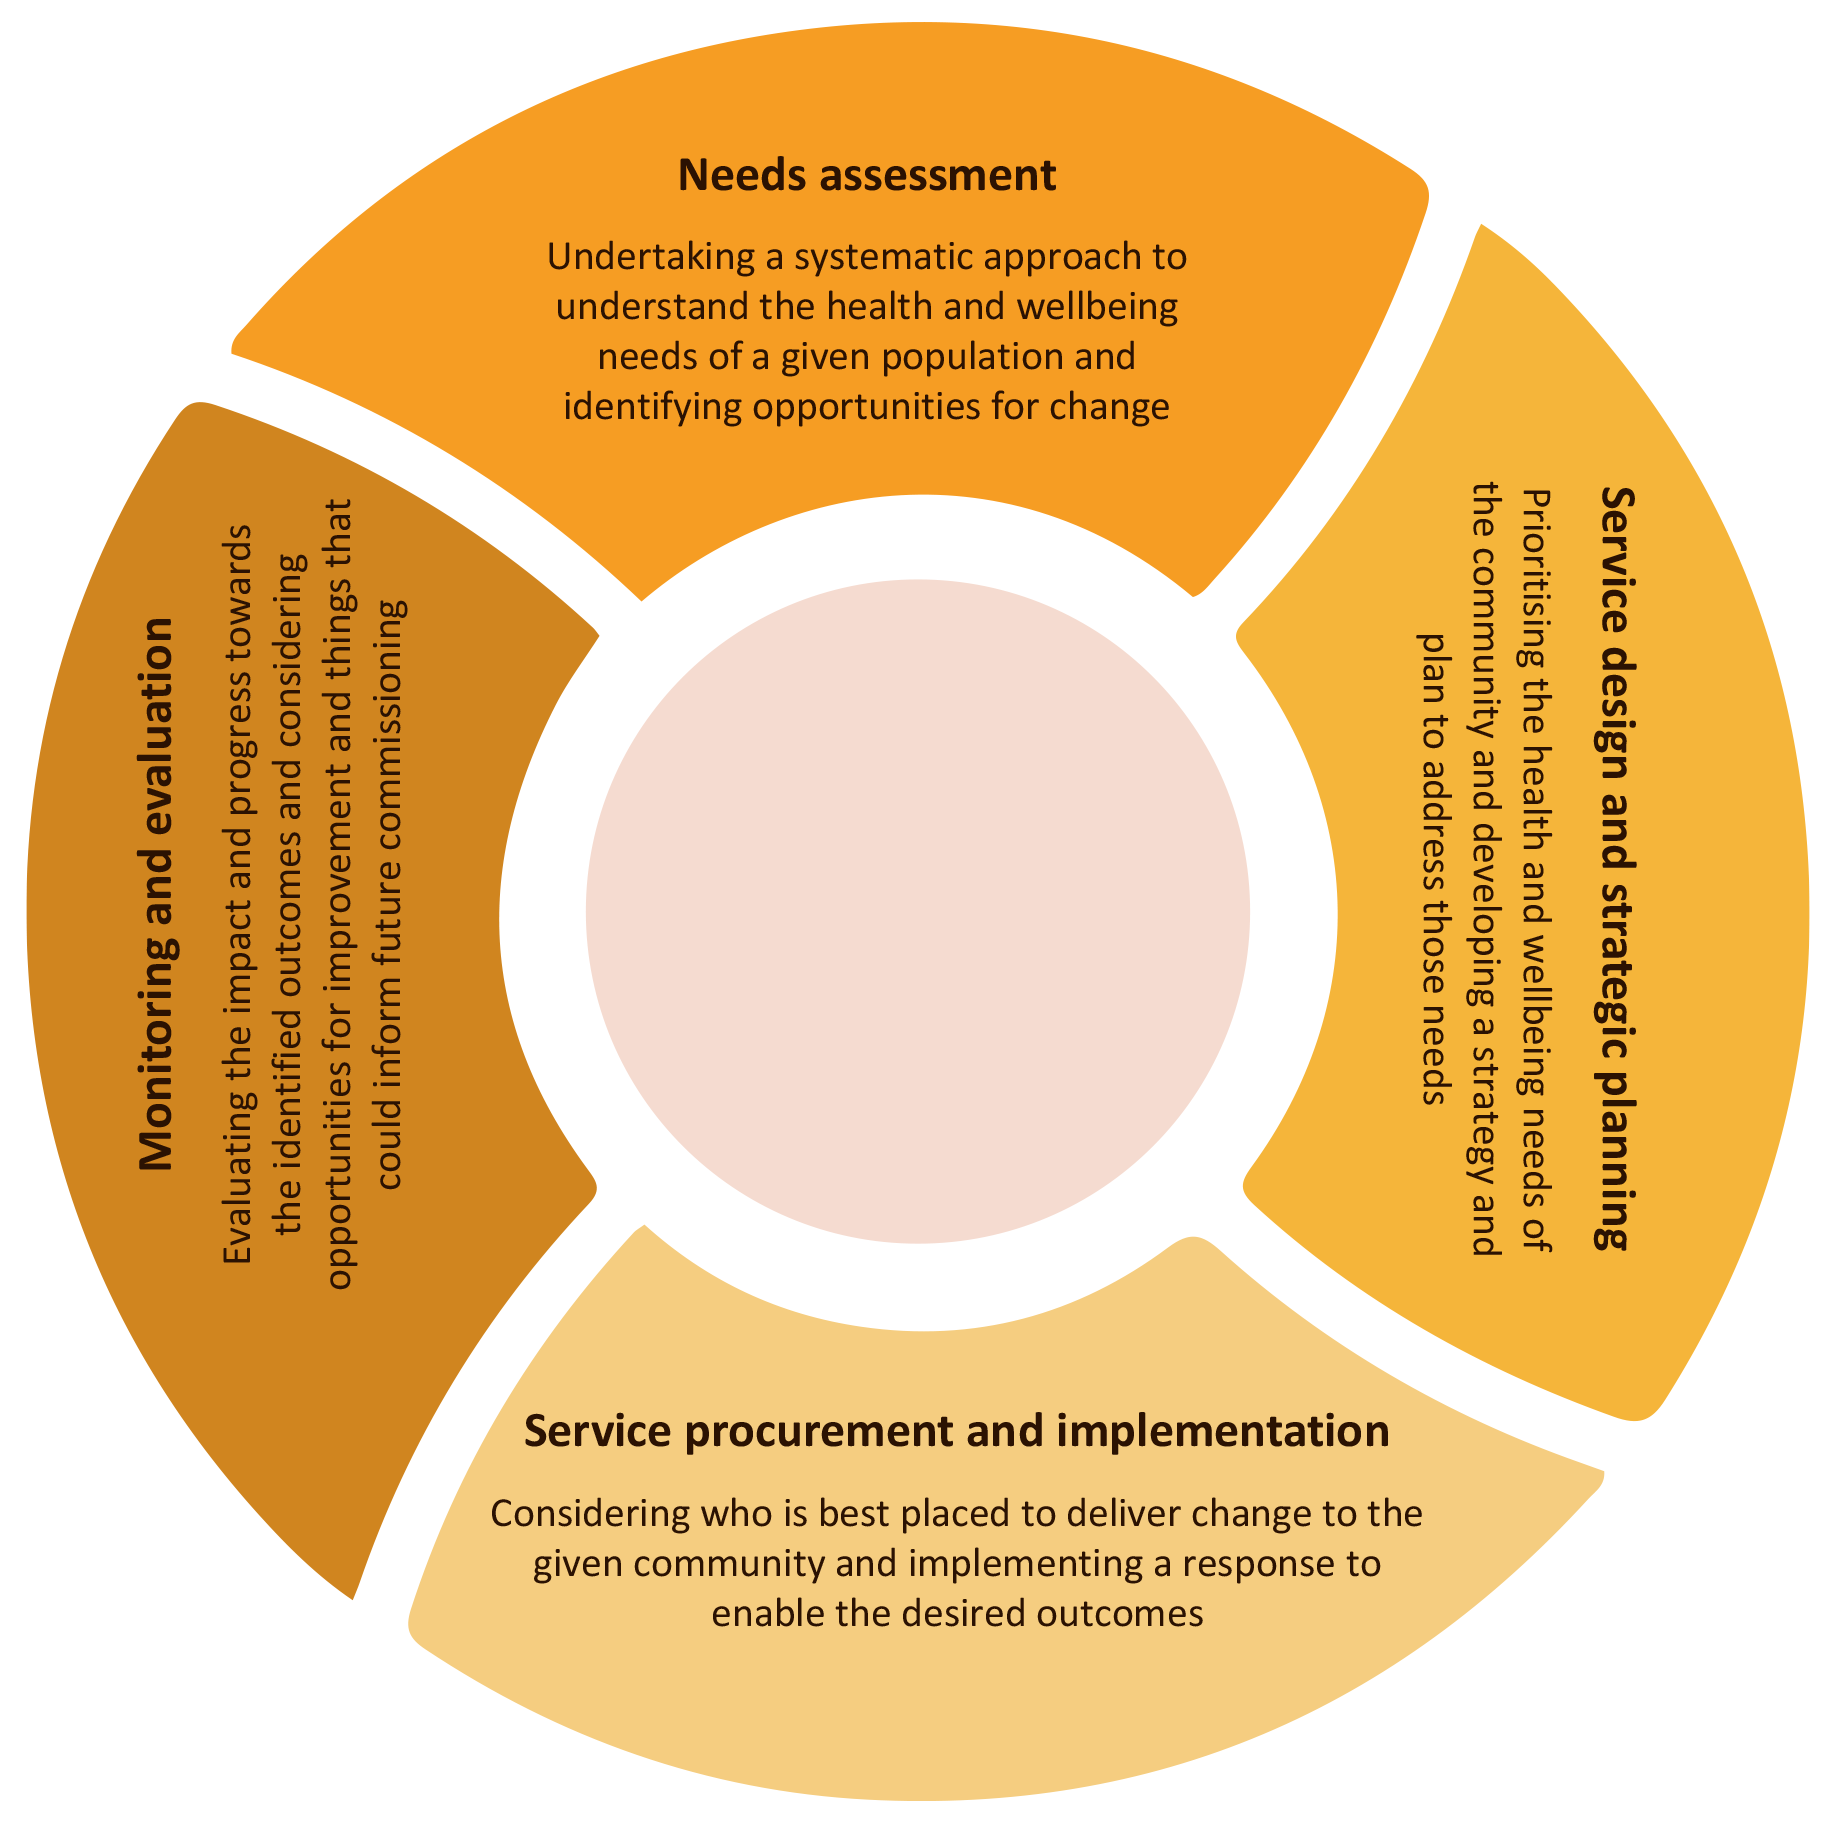 Needs assessment
Undertaking a systematic approach to
understand the health and wellbeing
needs of a given population and
identifying opportunities for change
Service design and strategic planning
Prioritising the health and wellbeing needs of
the community and developing a strategy and
plan to address those needs
Service procurement and implementation
Considering who is best placed to deliver change to the
given community and implementing a response to
enable the desired outcomes
Monitoring and evaluation
Evaluating the impact and progress towards
the identified outcomes and considering
opportunities for improvement and things that
could inform future commissioning